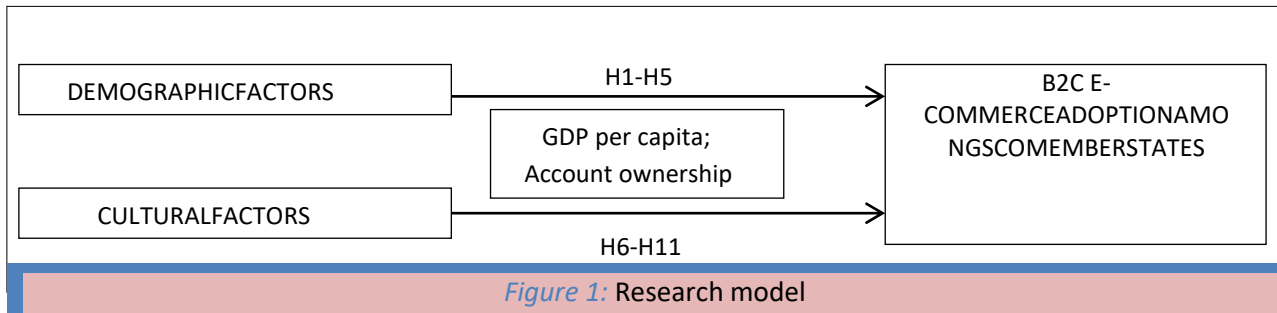 DEMOGRAPHICFACTORS
H1-H5
B2C E-
COMMERCEADOPTIONAMO
NGSCOMEMBERSTATES
GDP per capita;
Account ownership
CULTURALFACTORS
H6-H11
Figure 1: Research model